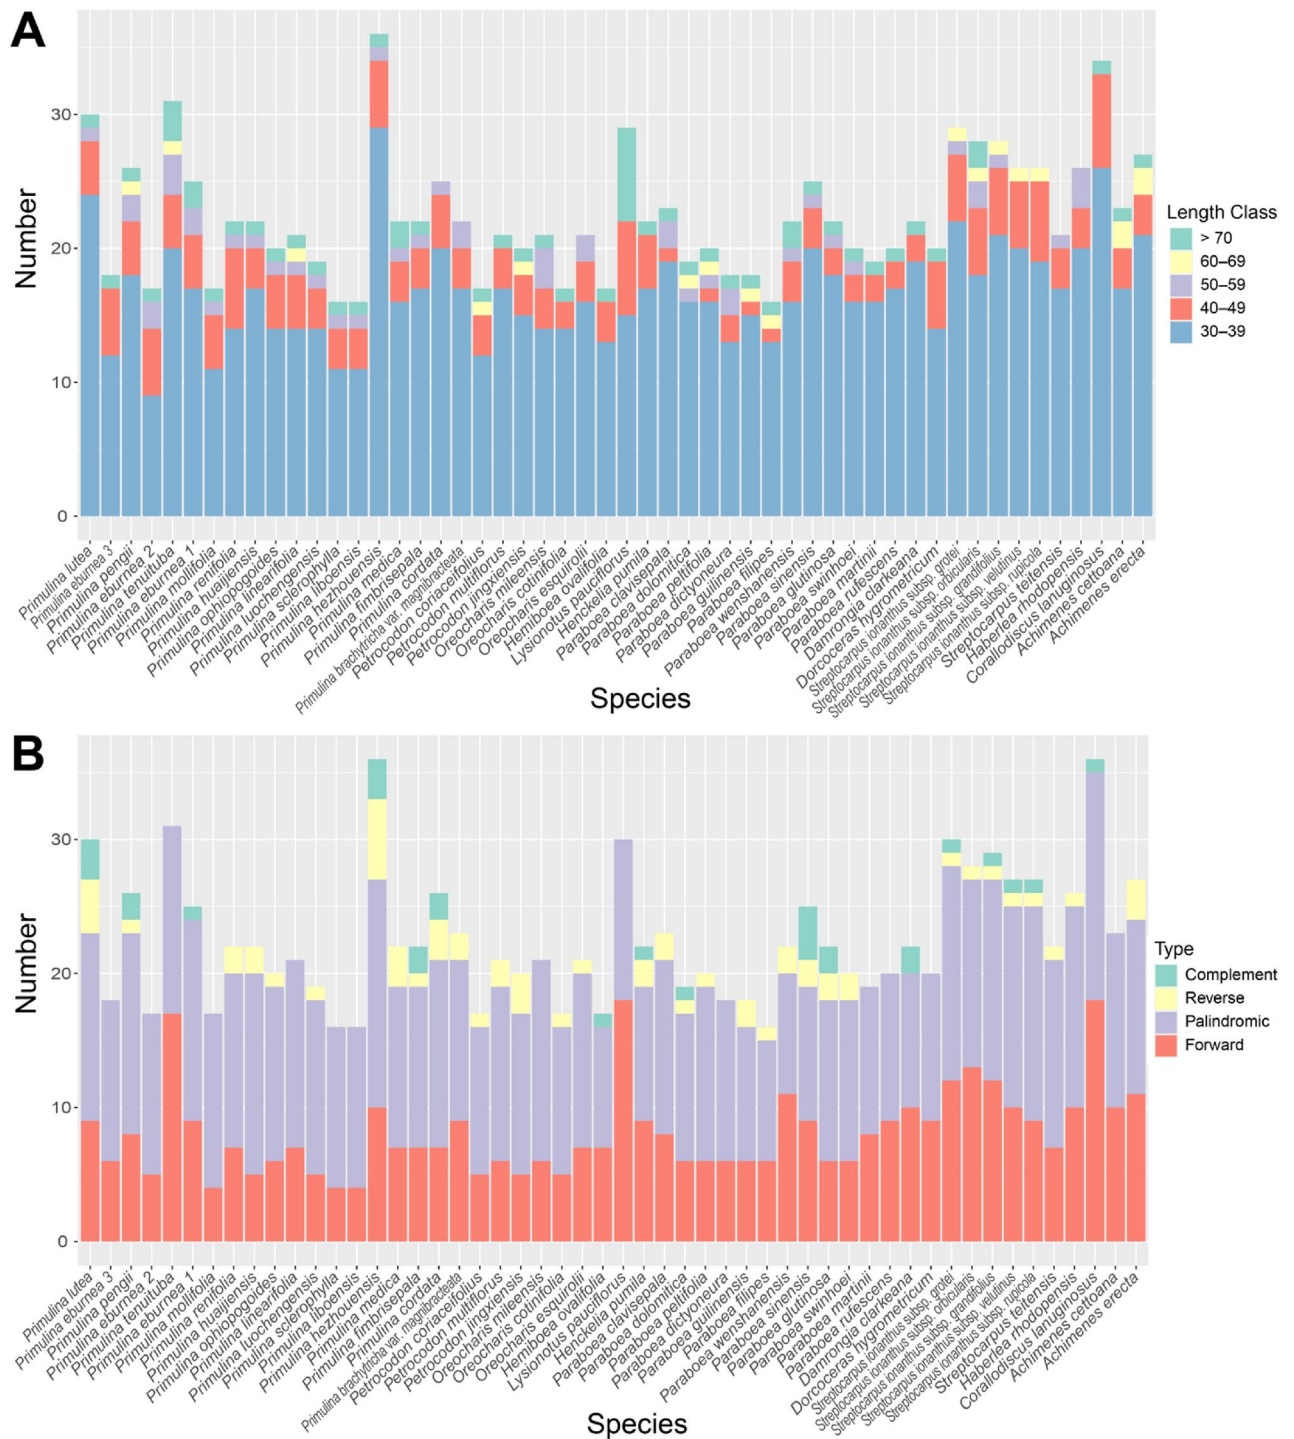 A
30
20
10
0
Number
Length Class
> 70
60–69
50–59
40–49
30–39
Primulina lutea
Primulina eburnea 3
Primulina pengii
Primulina eburnea 2
Primulina tenuituba
Primulina eburnea 1
Primulina mollifolia
Primulina renifolia
Primulina huaijiensis
Primulina ophiopogoides
Primulina linearifolia
Primulina luochengensis
Primulina sclerophylla
Primulina liboensis
Primulina hezhouensis
Primulina medica
Primulina fimbrisepala
Primulina cordata
Primulina brachytricha var. magnibracteata
Petrocodon coriaceifolius
Petrocodon multiflorus
Petrocodon jingxiensis
Oreocharis mileensis
Oreocharis cotinifolia
Oreocharis esquirolii
Hemiboea ovalifolia
Lysionotus pauciflorus
Henckelia pumila
Paraboea clavisepala
Paraboea dolomitica
Paraboea peltifolia
Paraboea dictyoneura
Paraboea guilinensis
Paraboea filipes
Paraboea wenshanensis
Paraboea sinensis
Paraboea glutinosa
Paraboea swinhoei
Paraboea martinii
Paraboea rufescens
Damrongia clarkeana
Dorcoceras hygrometricum
Streptocarpus ionanthus subsp. grotei
Streptocarpus ionanthus subsp. orbicularis
Streptocarpus ionanthus subsp. grandifolius
Streptocarpus ionanthus subsp. velutinus
Streptocarpus ionanthus subsp. rupicola
Streptocarpus teitensis
Haberlea rhodopensis
Corallodiscus lanuginosus
Achimenes cettoana
Achimenes erecta
Species
B
30
20
10
0
Number
Type
Complement
Reverse
Palindromic
Forward
Primulina lutea
Primulina eburnea 3
Primulina pengii
Primulina eburnea 2
Primulina tenuituba
Primulina eburnea 1
Primulina mollifolia
Primulina renifolia
Primulina huaijiensis
Primulina ophiopogoides
Primulina linearifolia
Primulina luochengensis
Primulina sclerophylla
Primulina liboensis
Primulina hezhouensis
Primulina medica
Primulina fimbrisepala
Primulina cordata
Primulina brachytricha var. magnibracteata
Petrocodon coriaceifolius
Petrocodon multiflorus
Petrocodon jingxiensis
Oreocharis mileensis
Oreocharis cotinifolia
Oreocharis esquirolii
Hemiboea ovalifolia
Lysionotus pauciflorus
Henckelia pumila
Paraboea clavisepala
Paraboea dolomitica
Paraboea peltifolia
Paraboea dictyoneura
Paraboea guilinensis
Paraboea filipes
Paraboea wenshanensis
Paraboea sinensis
Paraboea glutinosa
Paraboea swinhoei
Paraboea martinii
Paraboea rufescens
Damrongia clarkeana
Dorcoceras hygrometricum
Streptocarpus ionanthus subsp. grotei
Streptocarpus ionanthus subsp. orbicularis
Streptocarpus ionanthus subsp. grandifolius
Streptocarpus ionanthus subsp. velutinus
Streptocarpus ionanthus subsp. rupicola
Streptocarpus teitensis
Haberlea rhodopensis
Corallodiscus lanuginosus
Achimenes cettoana
Achimenes erecta
Species